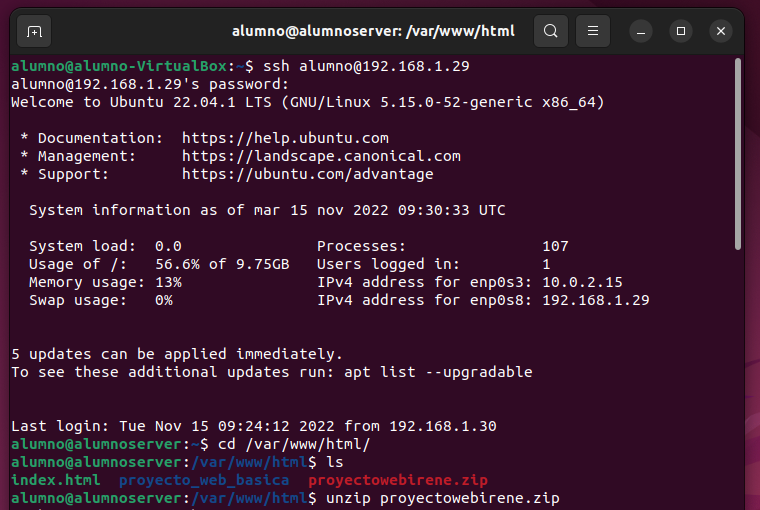 alumno@alumnoserver: /var/www/html
alumno@alumno-VirtualBox:~$ ssh alumno@192.168.1.29
alumno@192.168.1.29's password:
Welcome to Ubuntu 22.04.1 LTS (GNU/Linux 5.15.0-52-generic x86_64)
* Documentation:  https://help.ubuntu.com
* Management:     https://landscape.canonical.com
* Support:        https://ubuntu.com/advantage
System information as of mar 15 nov 2022 09:30:33 UTC
System load:  0.0               Processes:               107
Usage of /:   56.6% of 9.75GB   Users logged in:         1
Memory usage: 13%               IPv4 address for enp0s3: 10.0.2.15
Swap usage:   0%                IPv4 address for enp0s8: 192.168.1.29
5 updates can be applied immediately.
To see these additional updates run: apt list --upgradable
Last login: Tue Nov 15 09:24:12 2022 from 192.168.1.30
alumno@alumnoserver:~$ cd /var/www/html/
alumno@alumnoserver:/var/www/html$ ls
index.html  proyecto_web_basica  proyectowebirene.zip
alumno@alumnoserver:/var/www/html$ unzip proyectowebirene.zip